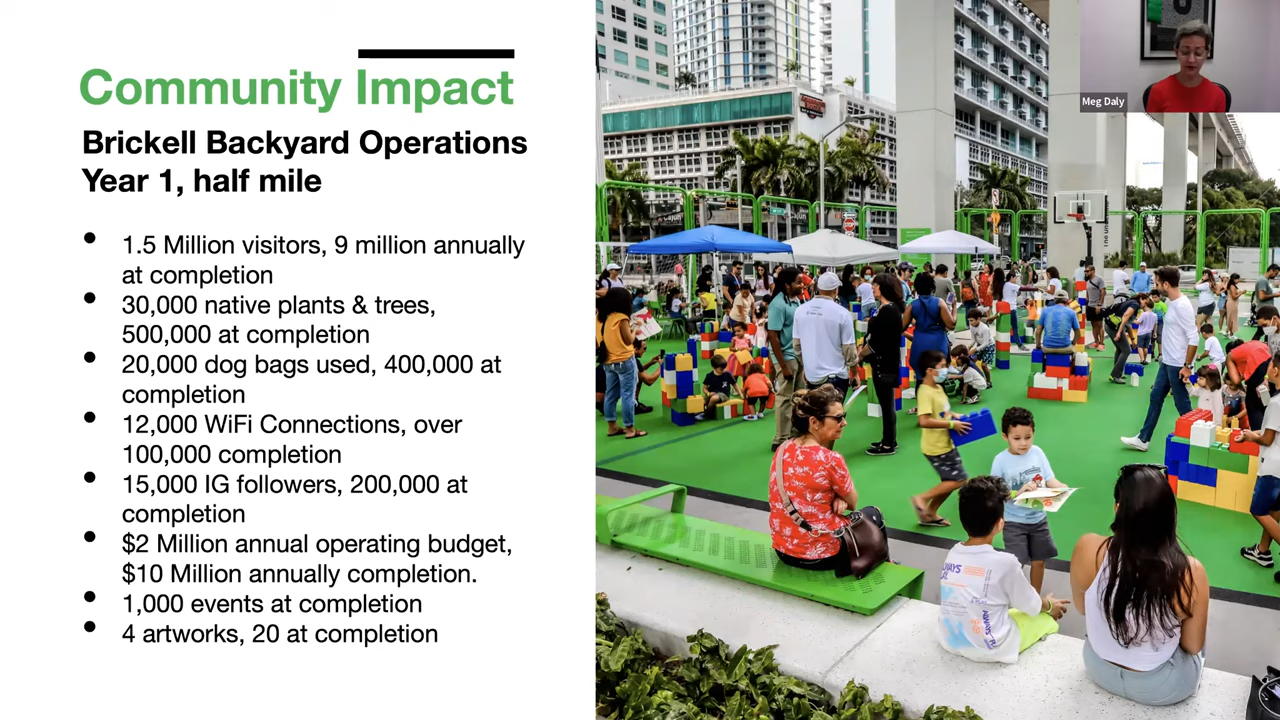 Community Impact
Brickell Backyard Operations
Year 1, half mile
• 1.5 Million visitors, 9 million annually
at completion
• 30,000 native plants & trees,
500,000 at completion
• 20,000 dog bags used, 400,000 at
completion
• 12,000 WiFi Connections, over
100,000 completion
• 15,000 IG followers, 200,000 at
completion
• $2 Million annual operating budget,
$10 Million annually completion.
• 1,000 events at completion
• 4 artworks, 20 at completion
Meg Daly